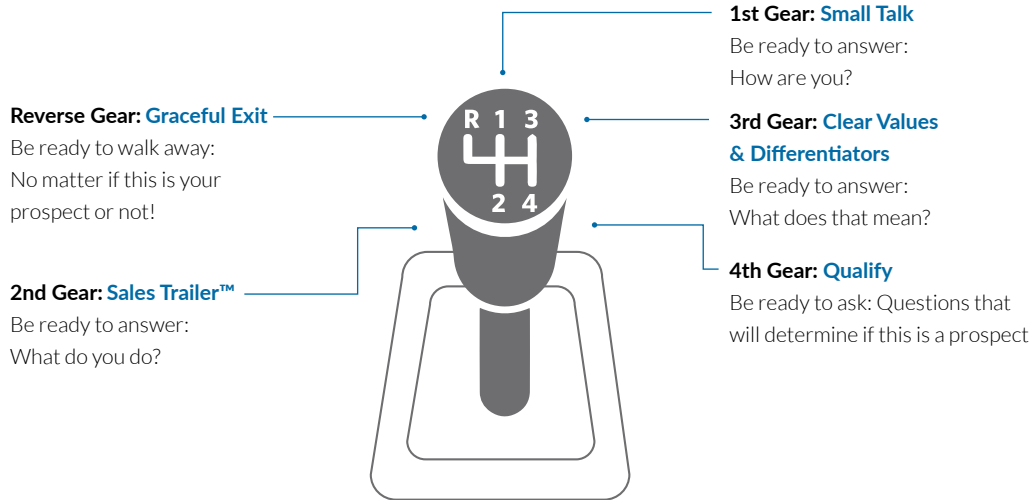 1st Gear: Small Talk
Be ready to answer:
How are you?
Reverse Gear: Graceful Exit
Be ready to walk away:
No matter if this is your
prospect or not!
R 1 3
2 4
3rd Gear: Clear Values
& Differentiators
Be ready to answer:
What does that mean?
2nd Gear: Sales Trailer™
Be ready to answer:
What do you do?
4th Gear: Qualify
Be ready to ask: Questions that
will determine if this is a prospect